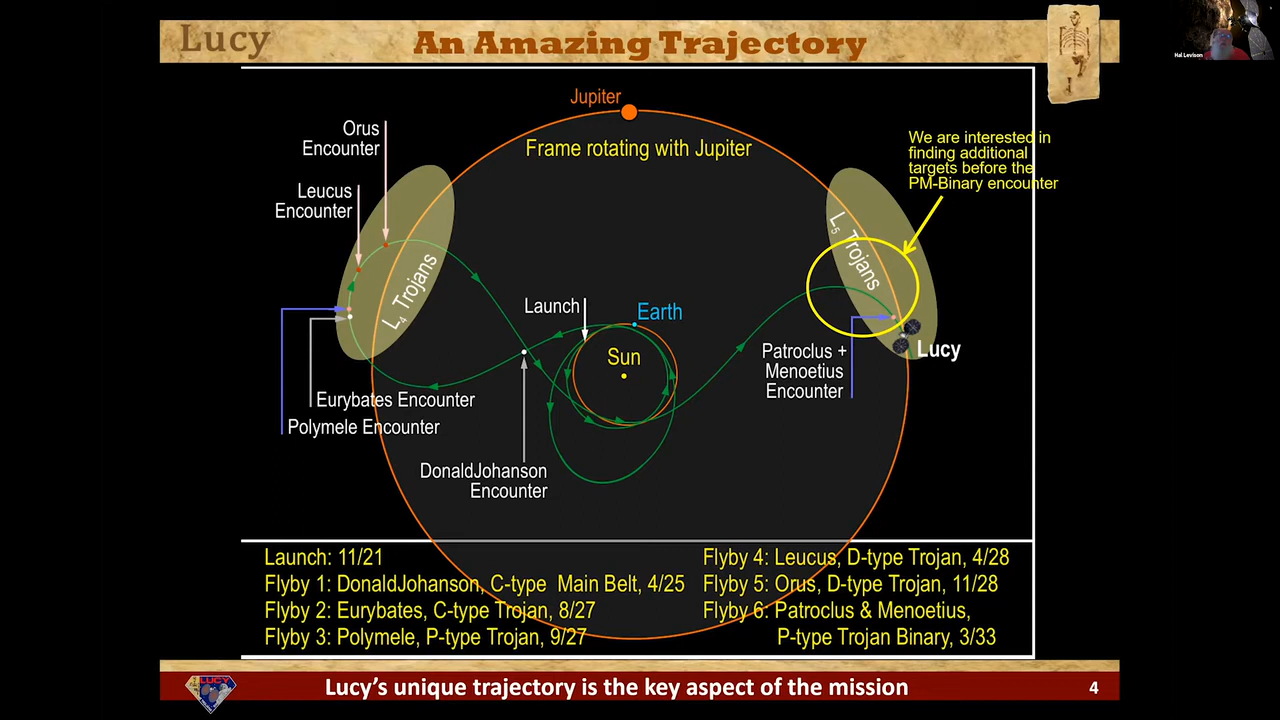 Lucy
An Amazing Trajectory
Hal Levison
Jupiter
Frame rotating with Jupiter
Orus
Encounter
Leucus
Encounter
L4 Trojans
We are interested in
finding additional
targets before the
PM-Binary encounter
L5 Trojans
Launch
Earth
Sun
Patroclus +
Menoetius
Encounter
Lucy
Eurybates Encounter
Polymele Encounter
DonaldJohanson
Encounter
Launch: 11/21
Flyby 1: DonaldJohanson, C-type Main Belt, 4/25
Flyby 2: Eurybates, C-type Trojan, 8/27
Flyby 3: Polymele, P-type Trojan, 9/27
Flyby 4: Leucus, D-type Trojan, 4/28
Flyby 5: Orus, D-type Trojan, 11/28
Flyby 6: Patroclus & Menoetius,
P-type Trojan Binary, 3/33
LUCY
Lucy's unique trajectory is the key aspect of the mission
4